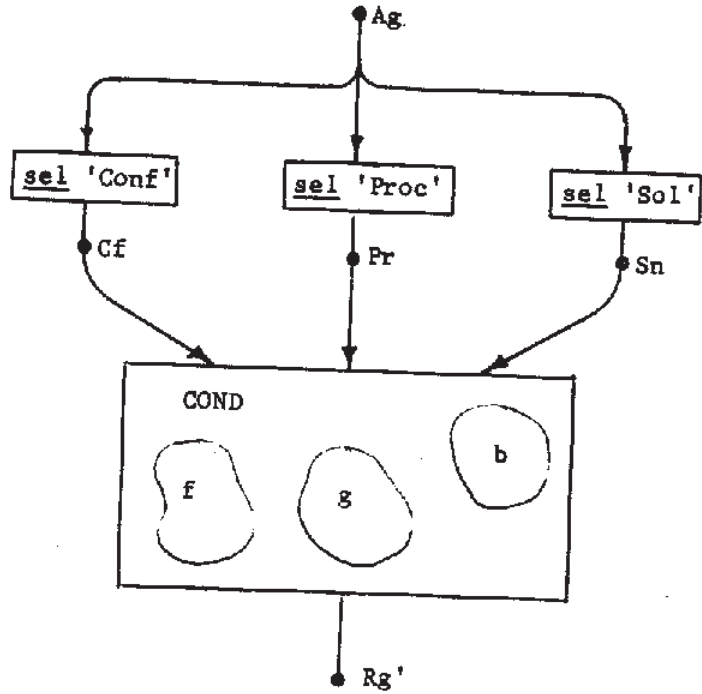 Ag
sel 'Conf'
sel 'Proc'
sel 'Sol'
Cf
Pr
Sn
COND
f
g
b
Rg'